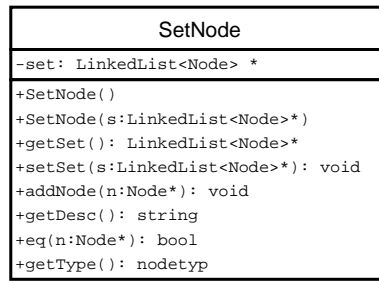 SetNode
-set: LinkedList<Node> *
+SetNode()
+SetNode(s:LinkedList<Node>*)
+getSet(): LinkedList<Node>*
+setSet(s:LinkedList<Node>*): void
+addNode(n:Node*): void
+getDesc(): string
+eq(n:Node*): bool
+getType(): nodetyp